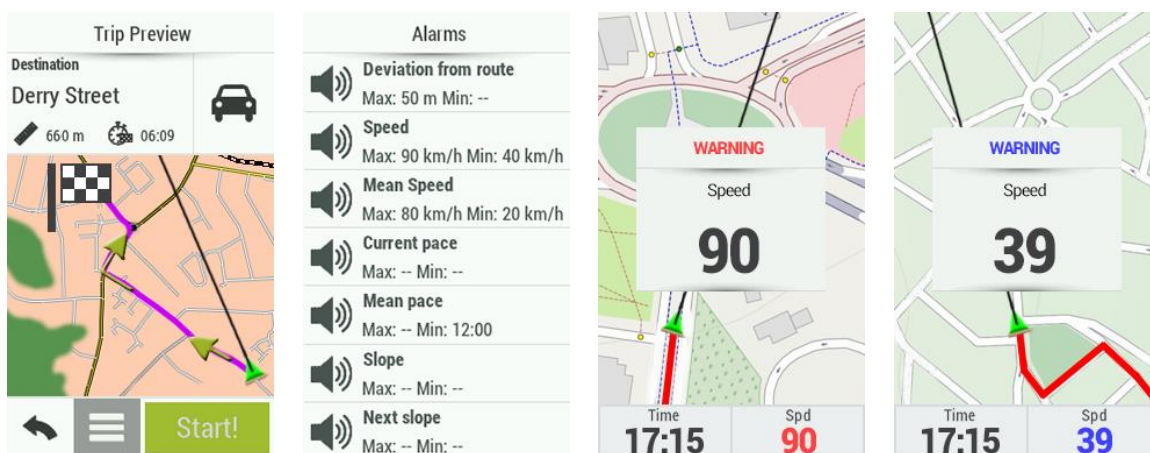 Trip Preview
Destination
Derry Street
660 m 06:09
Start!
Alarms
Deviation from route
Max: 50 m Min: --
Speed
Max: 90 km/h Min: 40 km/h
Mean Speed
Max: 80 km/h Min: 20 km/h
Current pace
Max: -- Min: --
Mean pace
Max: -- Min: 12:00
Slope
Max: -- Min: --
Next slope
Max: -- Min: --
WARNING
Speed
90
Time Spd
17:15 90
WARNING
Speed
39
Time Spd
17:15 39